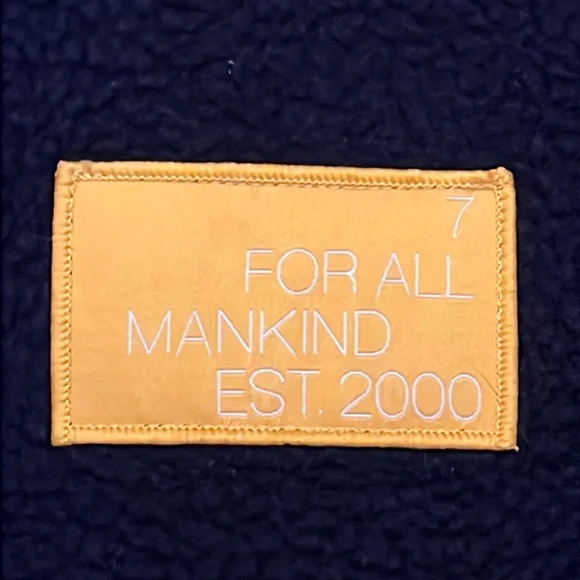 7
FOR ALL
MANKIND
EST. 2000